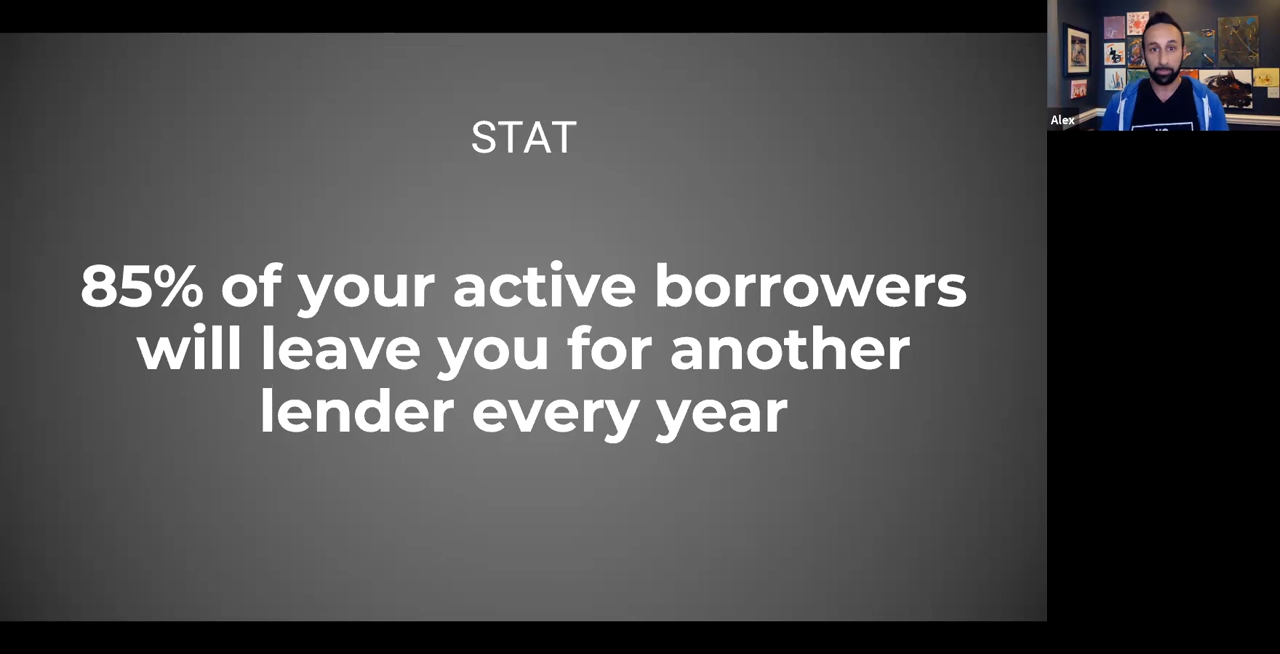 STAT
85% of your active borrowers
will leave you for another
lender every year
Alex